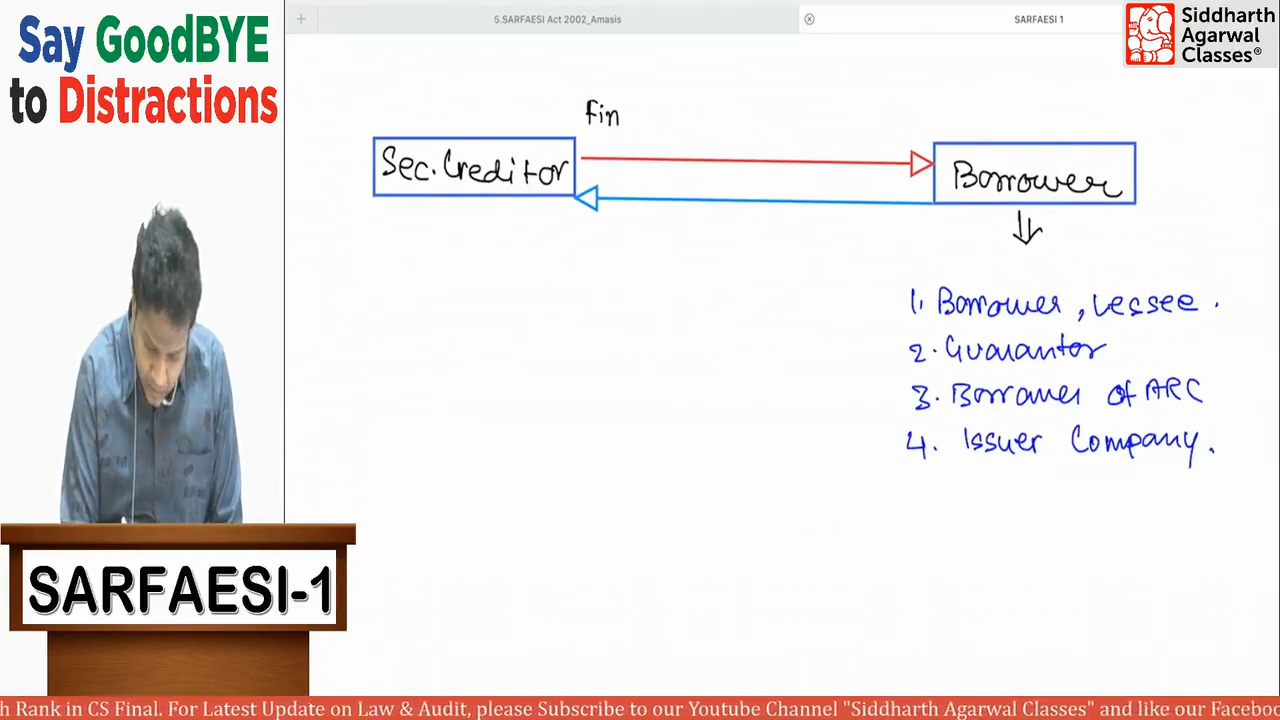 Say GoodBYE
to Distractions
5.SARFAESI Act 2002_Amasis
SARFAESI 1
Siddharth
Agarwal
Classes®
fin
Sec. Creditor
Borrower
1. Borrower, Lessee.
2. Guarantor
3. Borrower of ARC
4. Issuer Company.
SARFAESI-1
h Rank in CS Final. For Latest Update on Law & Audit, please Subscribe to our Youtube Channel "Siddharth Agarwal Classes" and like our Faceboo